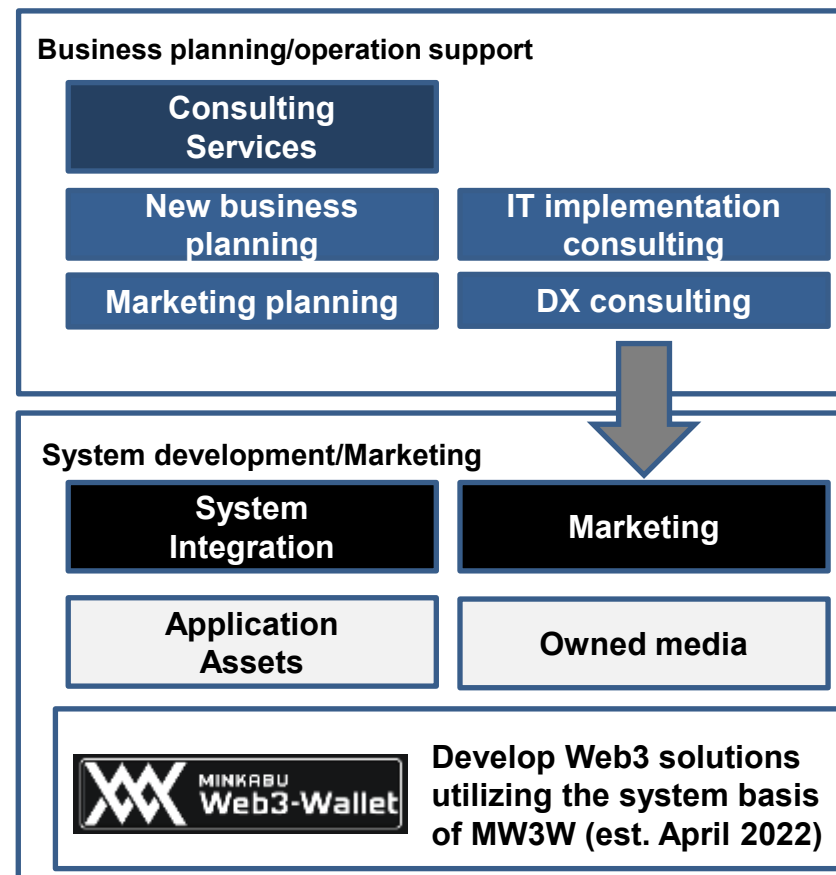 Business planning/operation support
Consulting
Services
New business
planning
IT implementation
consulting
Marketing planning
DX consulting
System development/Marketing
System
Integration
Marketing
Application
Assets
Owned media
MINKABU
Web3-Wallet
Develop Web3 solutions
utilizing the system basis
of MW3W (est. April 2022)